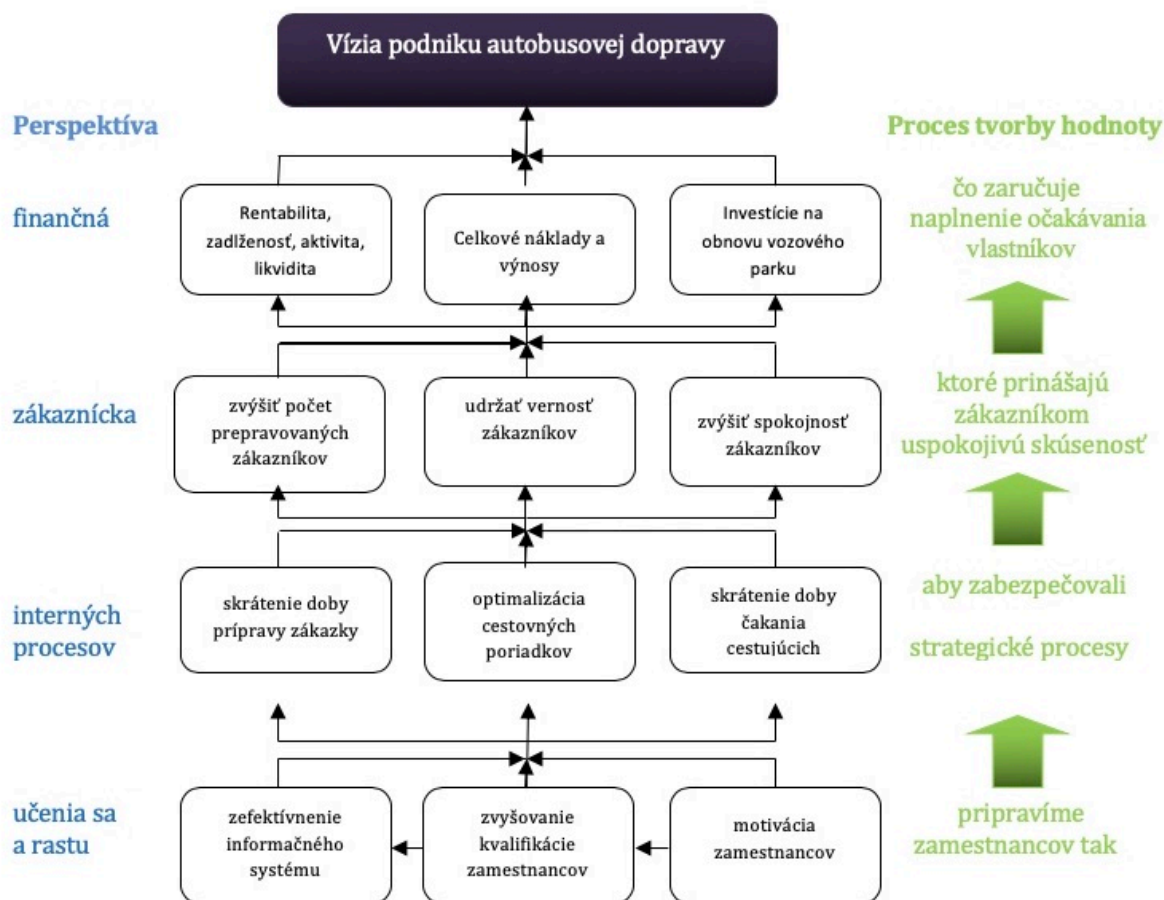 Vízia podniku autobusovej dopravy
Perspektíva
Proces tvorby hodnoty
finančná
Rentabilita,
zadlženosť, aktivita,
likvidita
Celkové náklady a
výnosy
Investície na
obnovu vozového
parku
čo zaručuje
naplnenie očakávania
vlastníkov
zákaznícka
zvýšiť počet
prepravovaných
zákazníkov
udržať vernosť
zákazníkov
zvýšiť spokojnosť
zákazníkov
ktoré prinášajú
zákazníkom
uspokojivú skúsenosť
interných
procesov
skrátenie doby
prípravy zákazky
optimalizácia
cestovných
poriadkov
skrátenie doby
čakania
cestujúcich
aby zabezpečovali
strategické procesy
učenia sa
a rastu
zefektívnenie
informačného
systému
zvyšovanie
kvalifikácie
zamestnancov
motivácia
zamestnancov
pripravíme
zamestnancov tak